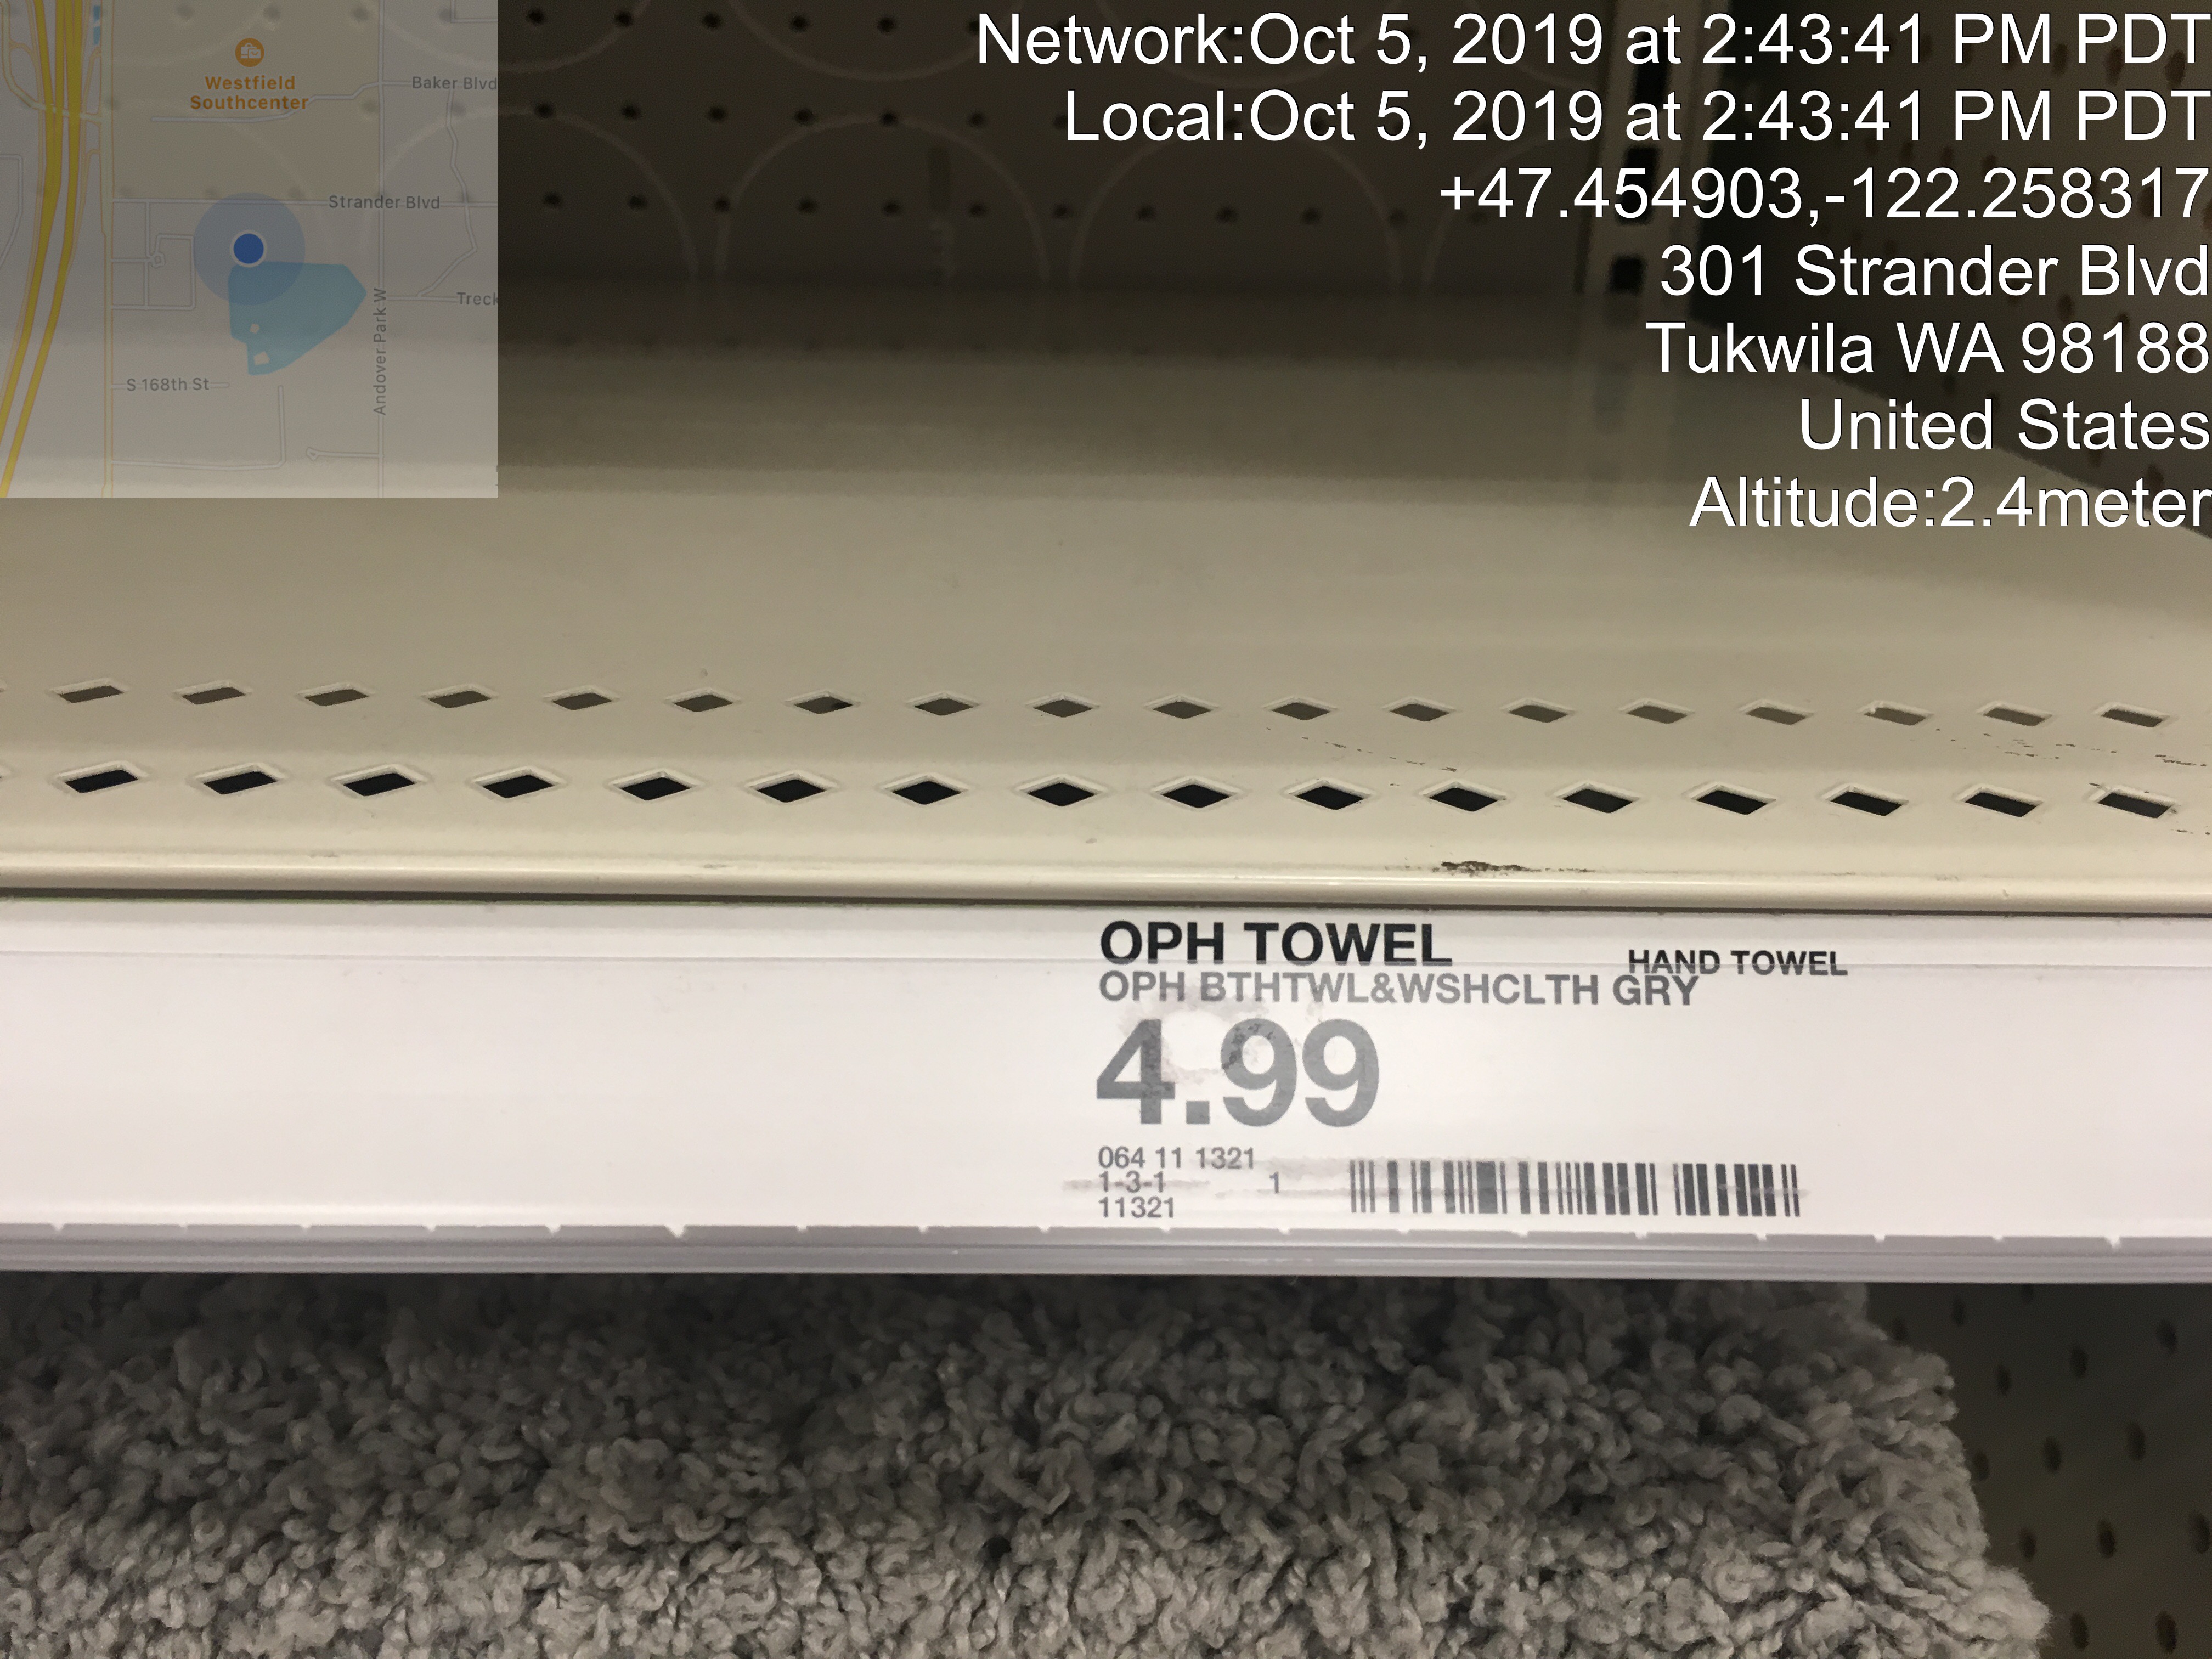 Network:Oct 5, 2019 at 2:43:41 PM PDT
Local:Oct 5, 2019 at 2:43:41 PM PDT
+47.454903,-122.258317
301 Strander Blvd
Tukwila WA 98188
United States
Altitude:2.4meter
Westfield
Southcenter
Baker Blvd
Strander Blvd
Treck
Andover Park W
S 168th St
OPH TOWEL
HAND TOWEL
OPH BTHTWL&WSHCLTH GRY
4.99
064 11 1321
1-3-1 1
11321